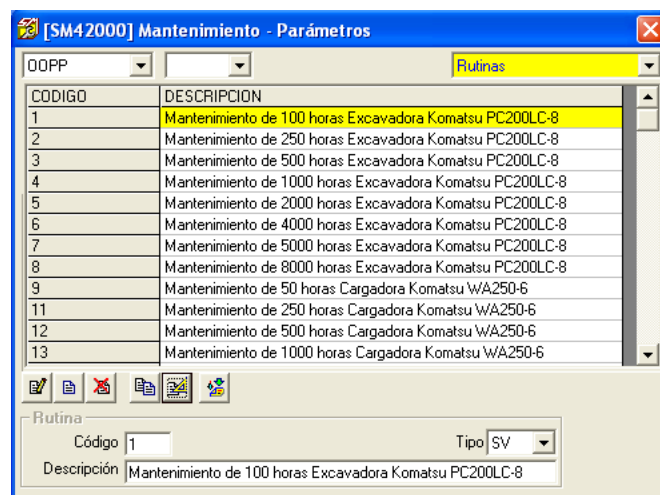 [SM42000] Mantenimiento - Parámetros
OOPP Rutinas
CODIGO DESCRIPCION
1 Mantenimiento de 100 horas Excavadora Komatsu PC200LC-8
2 Mantenimiento de 250 horas Excavadora Komatsu PC200LC-8
3 Mantenimiento de 500 horas Excavadora Komatsu PC200LC-8
4 Mantenimiento de 1000 horas Excavadora Komatsu PC200LC-8
5 Mantenimiento de 2000 horas Excavadora Komatsu PC200LC-8
6 Mantenimiento de 4000 horas Excavadora Komatsu PC200LC-8
7 Mantenimiento de 5000 horas Excavadora Komatsu PC200LC-8
8 Mantenimiento de 8000 horas Excavadora Komatsu PC200LC-8
9 Mantenimiento de 50 horas Cargadora Komatsu WA250-6
11 Mantenimiento de 250 horas Cargadora Komatsu WA250-6
12 Mantenimiento de 500 horas Cargadora Komatsu WA250-6
13 Mantenimiento de 1000 horas Cargadora Komatsu WA250-6
Rutina
Código 1 Tipo SV
Descripción Mantenimiento de 100 horas Excavadora Komatsu PC200LC-8